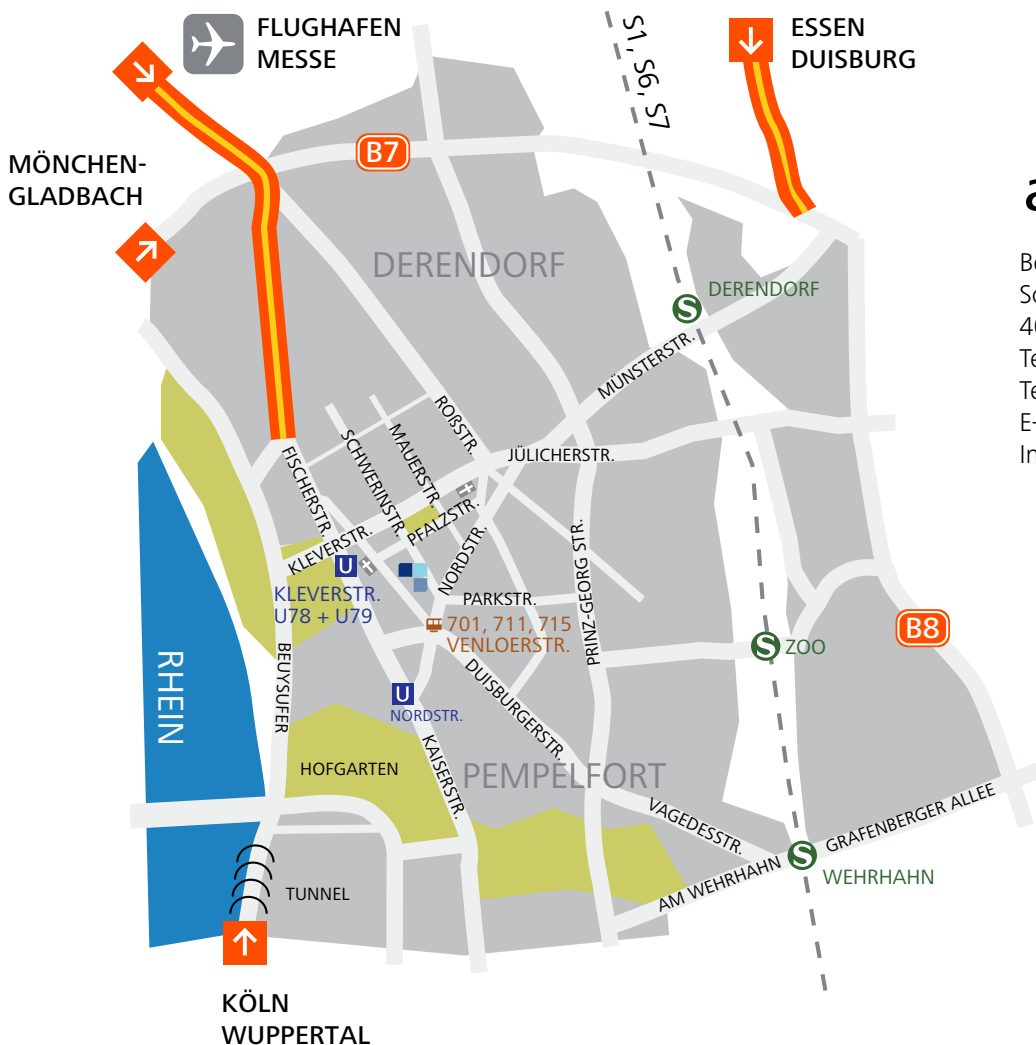 FLUGHAFEN
MESSE
S1, S6, S7
ESSEN
DUISBURG
B7
MÖNCHEN-
GLADBACH
DERENDORF
S DERENDORF
MÜNSTERSTR.
ROßSTR.
MAUERSTR.
SCHWERINSTR.
JÜLICHERSTR.
FISCHERSTR.
PFALZSTR.
KLEVERSTR.
NORDSTR.
PRINZ-GEORG STR.
U
KLEVERSTR.
U78 + U79
PARKSTR.
701, 711, 715
VENLOERSTR.
B8
S ZOO
RHEIN
BEUYSUFER
U
NORDSTR.
DUISBURGERSTR.
KAISERSTR.
HOFGARTEN
PEMPELFORT
VAGEDESSTR.
GRAFENBERGER ALLEE
S
WEHRHAHN
AM WEHRHAHN
TUNNEL
KÖLN
WUPPERTAL